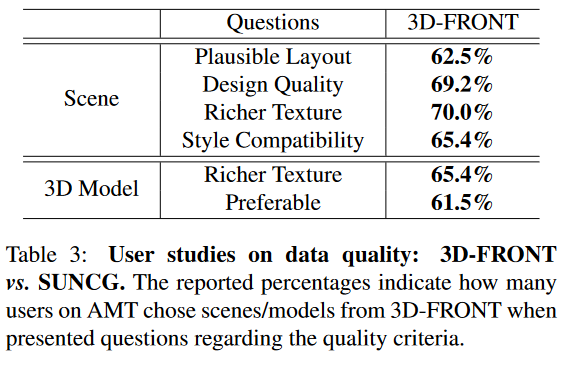 Questions 3D-FRONT
Scene
Plausible Layout 62.5%
Design Quality 69.2%
Richer Texture 70.0%
Style Compatibility 65.4%
3D Model
Richer Texture 65.4%
Preferable 61.5%
Table 3: User studies on data quality: 3D-FRONT
vs. SUNCG. The reported percentages indicate how many
users on AMT chose scenes/models from 3D-FRONT when
presented questions regarding the quality criteria.